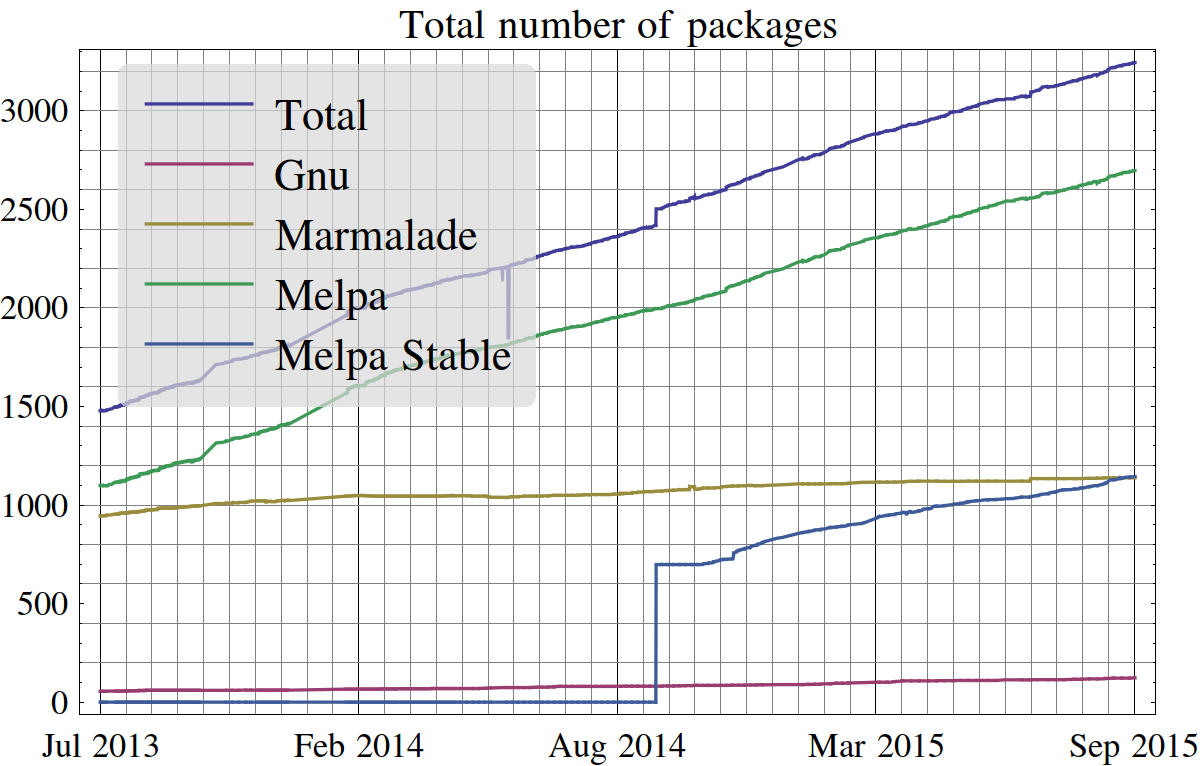 Total number of packages
Total
Gnu
Marmalade
Melpa
Melpa Stable
3000
2500
2000
1500
1000
500
0
Jul 2013 Feb 2014 Aug 2014 Mar 2015 Sep 2015